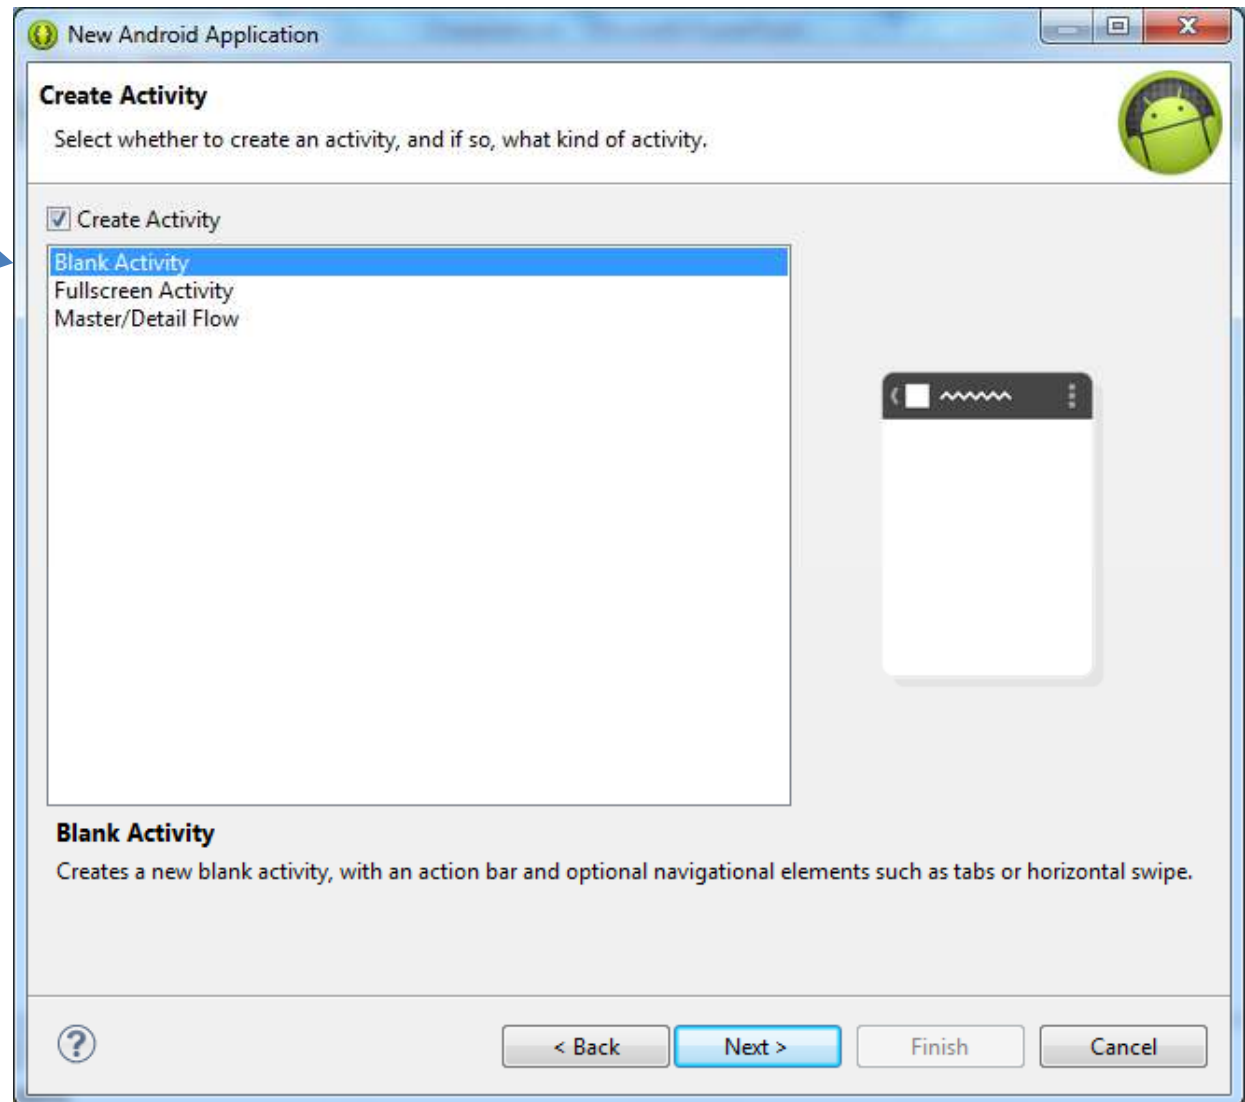 New Android Application
Create Activity
Select whether to create an activity, and if so, what kind of activity.
Create Activity
Blank Activity
Fullscreen Activity
Master/Detail Flow
Blank Activity
Creates a new blank activity, with an action bar and optional navigational elements such as tabs or horizontal swipe.
?
< Back
Next >
Finish
Cancel